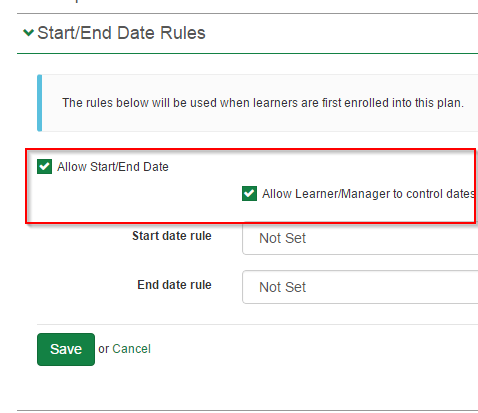 Start/End Date Rules
The rules below will be used when learners are first enrolled into this plan.
Allow Start/End Date
Allow Learner/Manager to control dates
Start date rule Not Set
End date rule Not Set
Save or Cancel